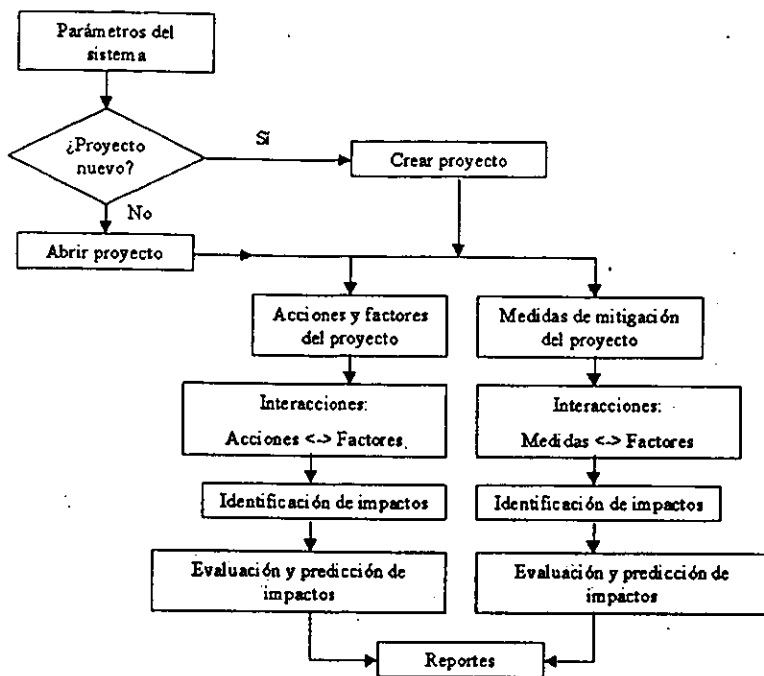 Parámetros del
sistema
¿Proyecto
nuevo?
Sí
Crear proyecto
No
Abrir proyecto
Acciones y factores
del proyecto
Medidas de mitigación
del proyecto
Interacciones:
Acciones <-> Factores
Interacciones:
Medidas <-> Factores
Identificación de impactos
Identificación de impactos
Evaluación y predicción de
impactos
Evaluación y predicción de
impactos
Reportes